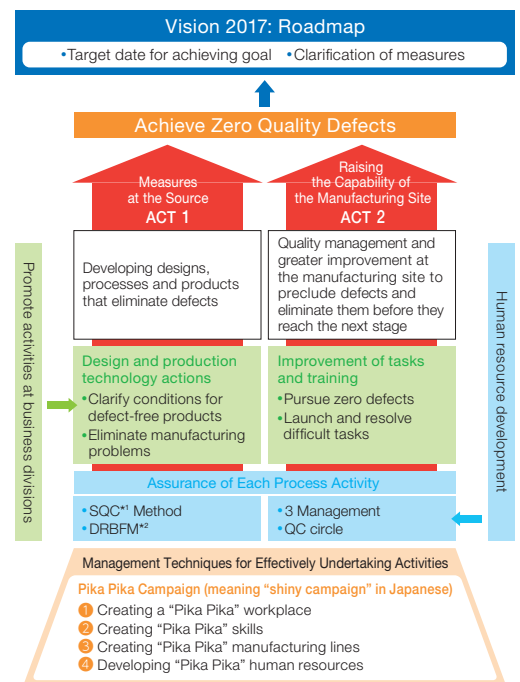 Vision 2017: Roadmap
•Target date for achieving goal •Clarification of measures
Achieve Zero Quality Defects
Measures
at the Source
ACT 1
Raising
the Capability of
the Manufacturing Site
ACT 2
Developing designs,
processes and products
that eliminate defects
Quality management and
greater improvement at
the manufacturing site to
preclude defects and
eliminate them before they
reach the next stage
Promote activities at business divisions
Human resource development
Design and production
technology actions
•Clarify conditions for
defect-free products
•Eliminate manufacturing
problems
Improvement of tasks
and training
•Pursue zero defects
•Launch and resolve
difficult tasks
Assurance of Each Process Activity
•SQC*¹ Method
•DRBFM*²
•3 Management
•QC circle
Management Techniques for Effectively Undertaking Activities
Pika Pika Campaign (meaning “shiny campaign” in Japanese)
❶ Creating a “Pika Pika” workplace
❷ Creating “Pika Pika” skills
❸ Creating “Pika Pika” manufacturing lines
❹ Developing “Pika Pika” human resources